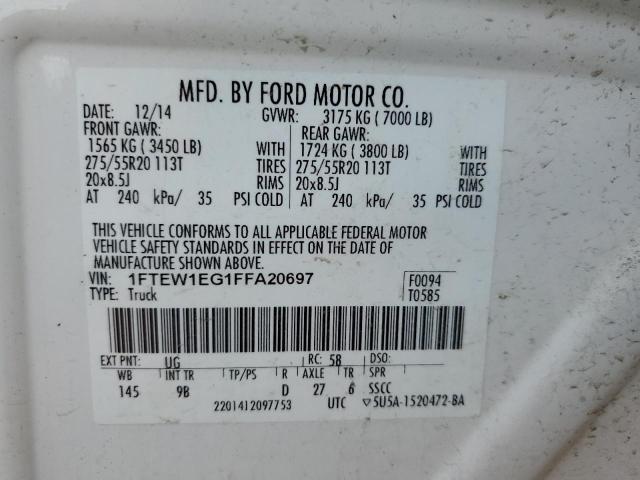 MFD. BY FORD MOTOR CO.
DATE: 12/14 GVWR: 3175 KG ( 7000 LB)
FRONT GAWR: REAR GAWR:
1565 KG ( 3450 LB) WITH 1724 KG ( 3800 LB) WITH
275/55R20 113T TIRES 275/55R20 113T TIRES
20x8.5J RIMS 20x8.5J RIMS
AT 240 kPa/ 35 PSI COLD AT 240 kPa/ 35 PSI COLD
THIS VEHICLE CONFORMS TO ALL APPLICABLE FEDERAL MOTOR
VEHICLE SAFETY STANDARDS IN EFFECT ON THE DATE OF
MANUFACTURE SHOWN ABOVE.
VIN: 1FTEW1EG1FFA20697 F0094
TYPE: Truck T0585
EXT PNT: UG RC: 58 DSO:
WB INT TR TP/PS R AXLE TR SPR
145 9B D 27 6 SSCC
2201412097753 UTC ▽5U5A-1520472-BA